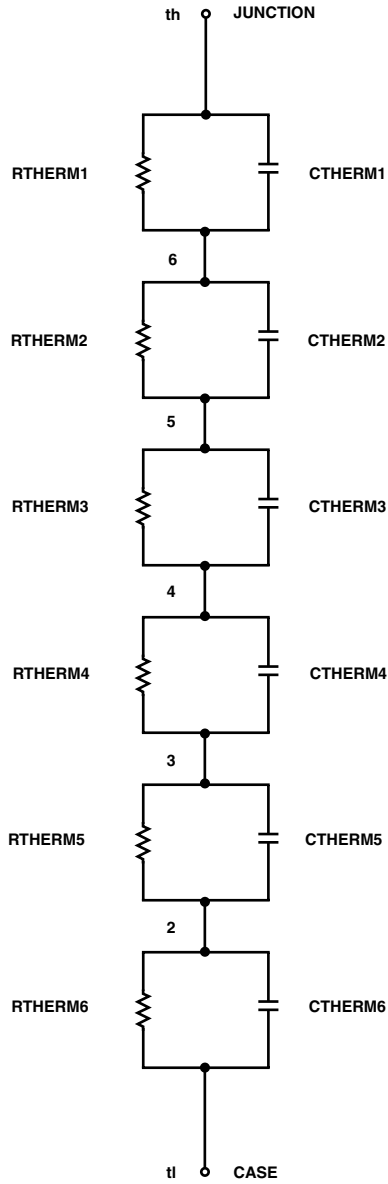 th JUNCTION
RTHERM1 CTHERM1
6
RTHERM2 CTHERM2
5
RTHERM3 CTHERM3
4
RTHERM4 CTHERM4
3
RTHERM5 CTHERM5
2
RTHERM6 CTHERM6
tl CASE